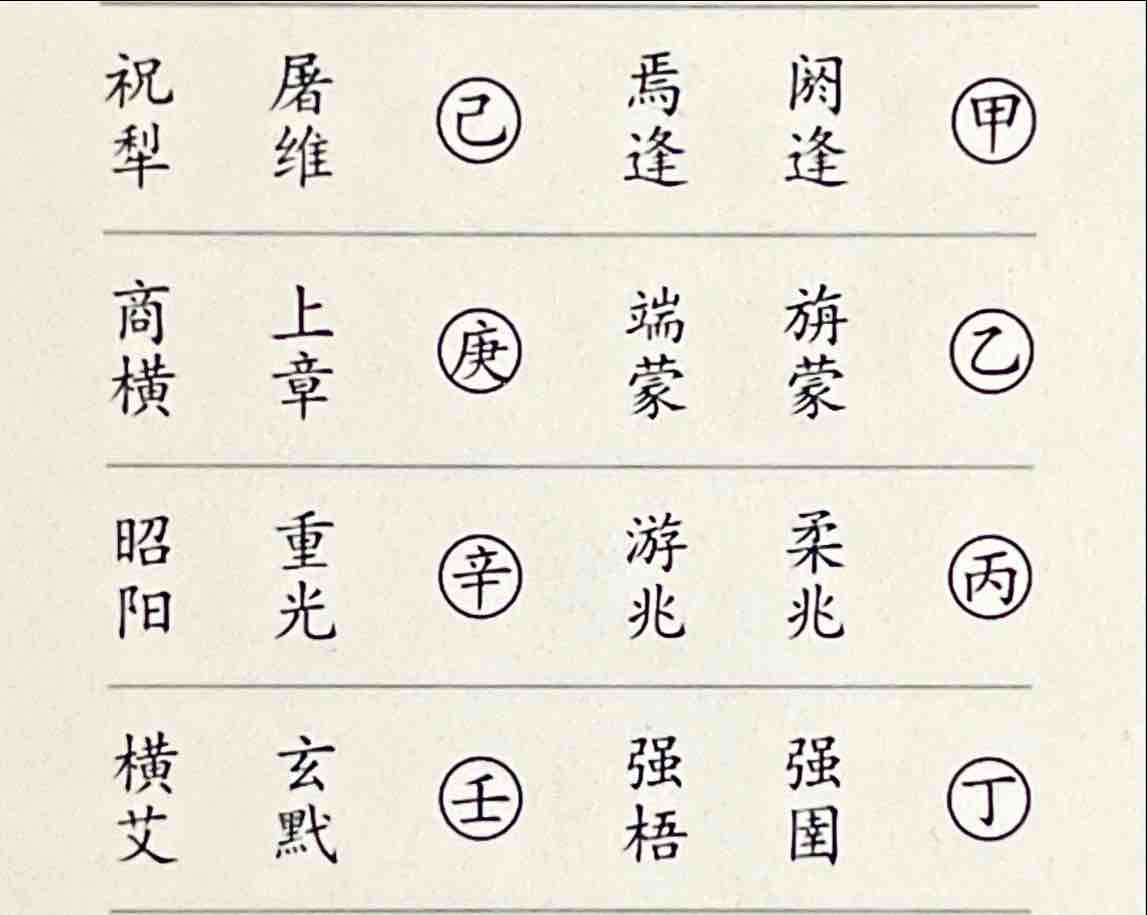 甲
阏逢
焉逢
己
屠维
祝犁
乙
旃蒙
端蒙
庚
上章
商横
丙
柔兆
游兆
辛
重光
昭阳
丁
强圉
强梧
壬
玄黓
横艾